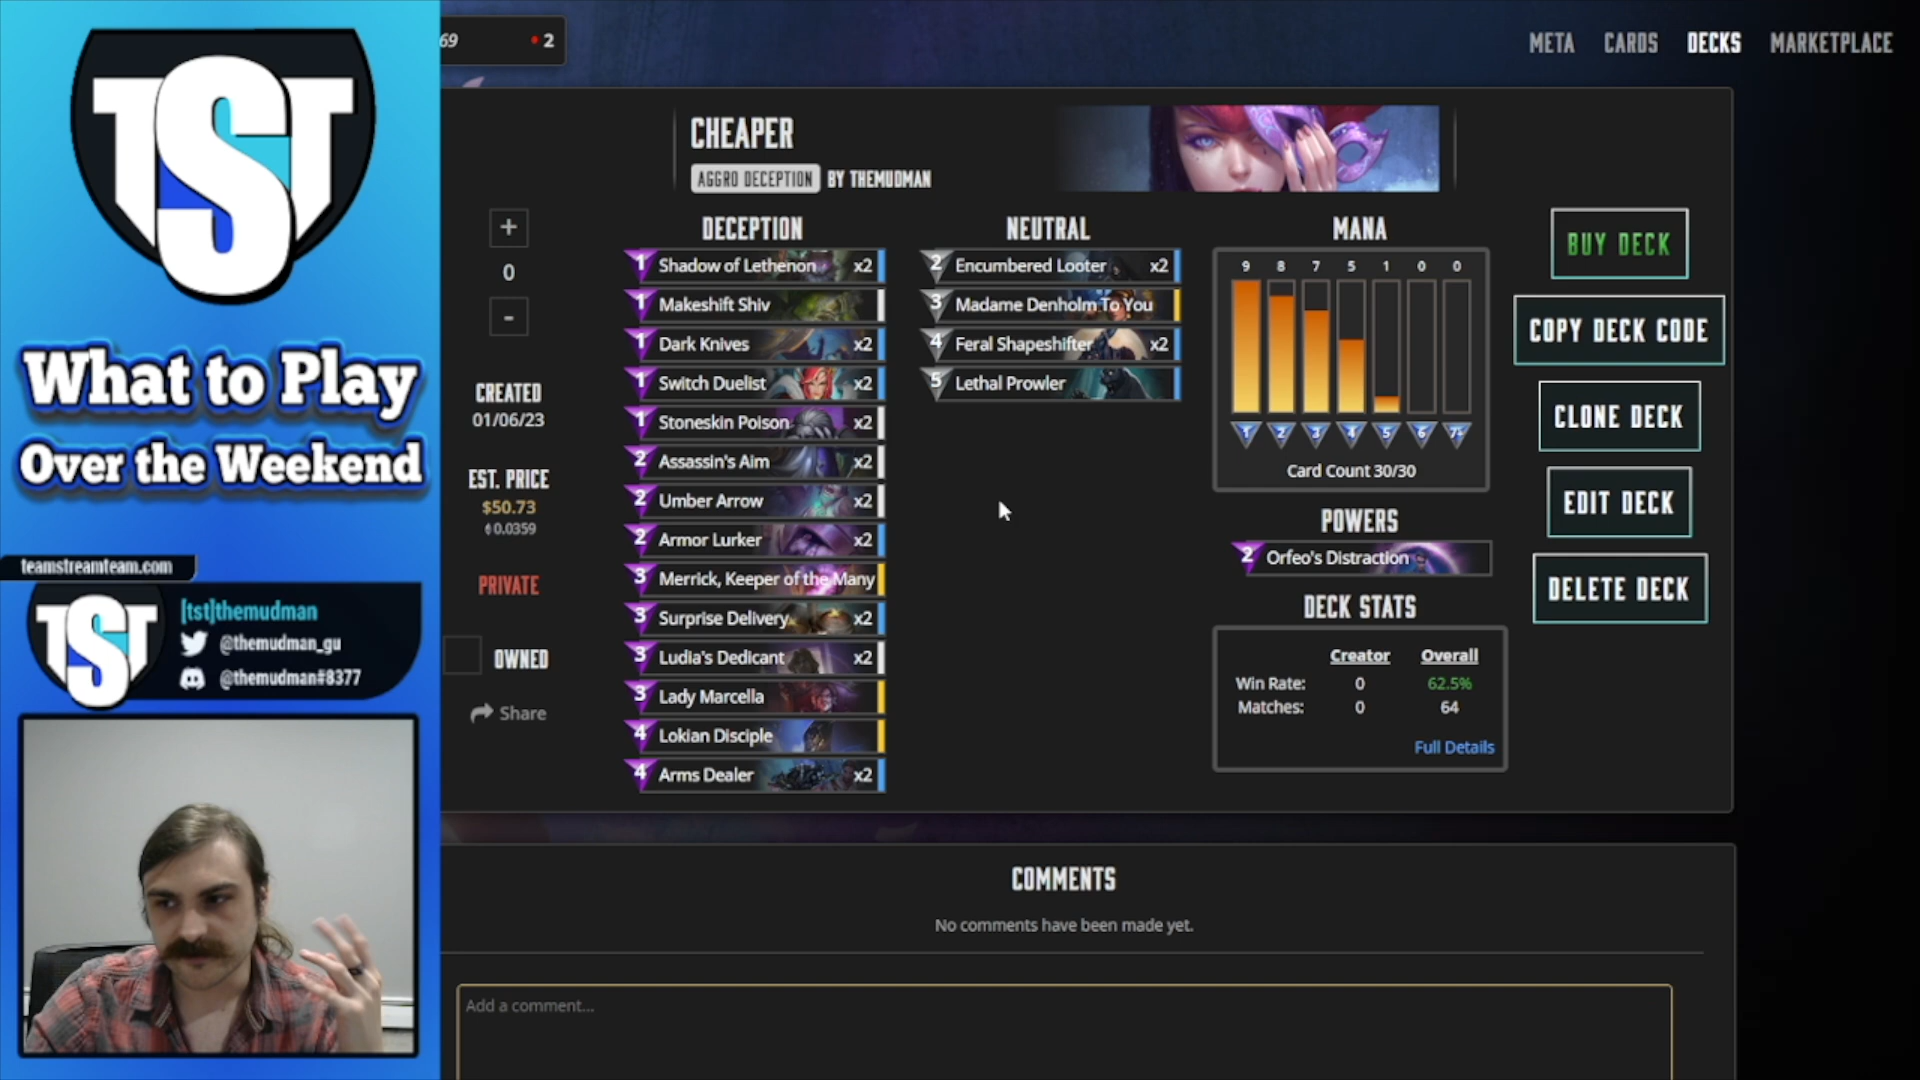 TST
What to Play
Over the Weekend
teamstreamteam.com
TST
[tst]themudman
@themudman_gu
@themudman#8377
69 2
META CARDS DECKS MARKETPLACE
CHEAPER
AGGRO DECEPTION BY THEMUDMAN
+
0
-
CREATED
01/06/23
EST. PRICE
$50.73
0.0359
PRIVATE
OWNED
Share
DECEPTION
1 Shadow of Lethenon x2
1 Makeshift Shiv
1 Dark Knives x2
1 Switch Duelist x2
1 Stoneskin Poison x2
2 Assassin's Aim x2
2 Umber Arrow x2
2 Armor Lurker x2
3 Merrick, Keeper of the Many
3 Surprise Delivery x2
3 Ludia's Dedicant x2
3 Lady Marcella
4 Lokian Disciple
4 Arms Dealer x2
NEUTRAL
2 Encumbered Looter x2
3 Madame Denholm To You
4 Feral Shapeshifter x2
5 Lethal Prowler
MANA
9 8 7 5 1 0 0
1 2 3 4 5 6 7+
Card Count 30/30
POWERS
2 Orfeo's Distraction
DECK STATS
Creator Overall
Win Rate: 0 62.5%
Matches: 0 64
Full Details
BUY DECK
COPY DECK CODE
CLONE DECK
EDIT DECK
DELETE DECK
COMMENTS
No comments have been made yet.
Add a comment...